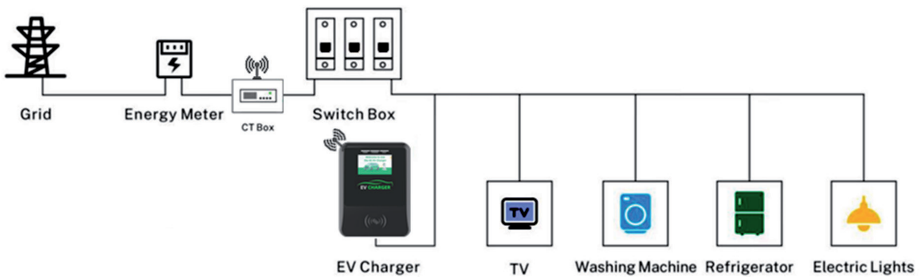 Grid
Energy Meter
CT Box
Switch Box
EV CHARGER
EV Charger
TV
TV
Washing Machine
Refrigerator
Electric Lights